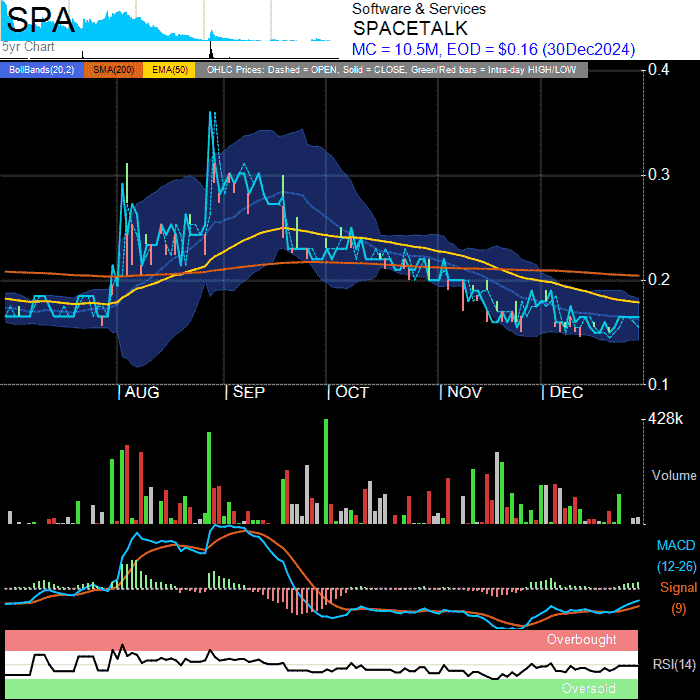 SPA
5yr Chart
Software & Services
SPACETALK
MC = 10.5M, EOD = $0.16 (30Dec2024)
BollBands(20,2) SMA(200) EMA(50) OHLC Prices: Dashed = OPEN, Solid = CLOSE, Green/Red bars = Intra-day HIGH/LOW
0.4
0.3
0.2
0.1
AUG SEP OCT NOV DEC
428k
Volume
MACD
(12-26)
Signal
(9)
Overbought
RSI(14)
Oversold